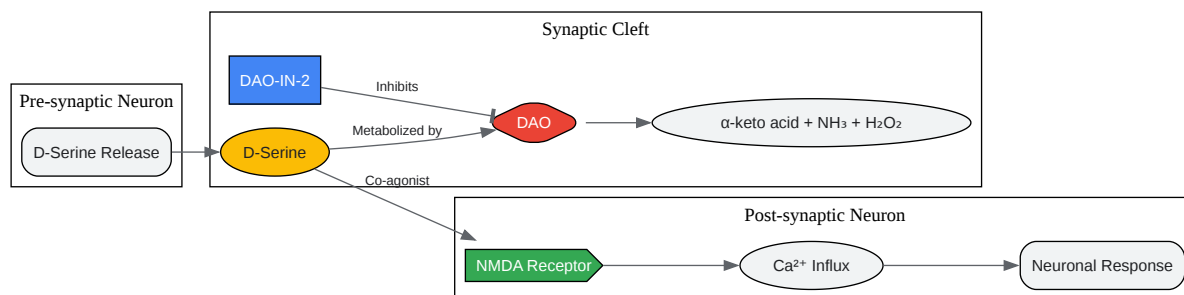 Synaptic Cleft
Pre-synaptic Neuron
DAO-IN-2
Inhibits
DAO
α-keto acid + NH₃ + H₂O₂
Metabolized by
D-Serine Release
D-Serine
Co-agonist
Post-synaptic Neuron
NMDA Receptor
Ca²⁺ Influx
Neuronal Response